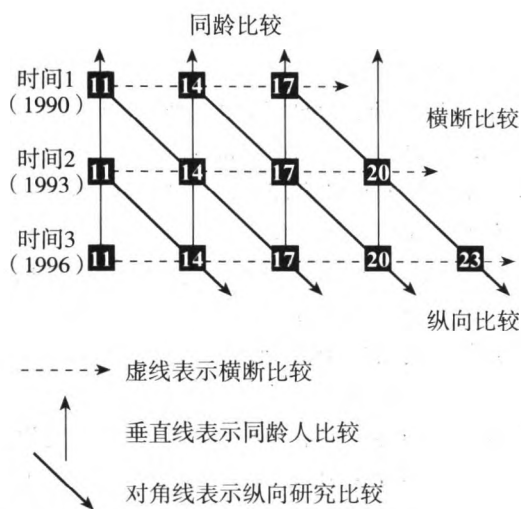 同龄比较
时间1 11 14 17
（1990）
横断比较
时间2 11 14 17 20
（1993）
时间3 11 14 17 20 23
（1996）
纵向比较
虚线表示横断比较
垂直线表示同龄人比较
对角线表示纵向研究比较